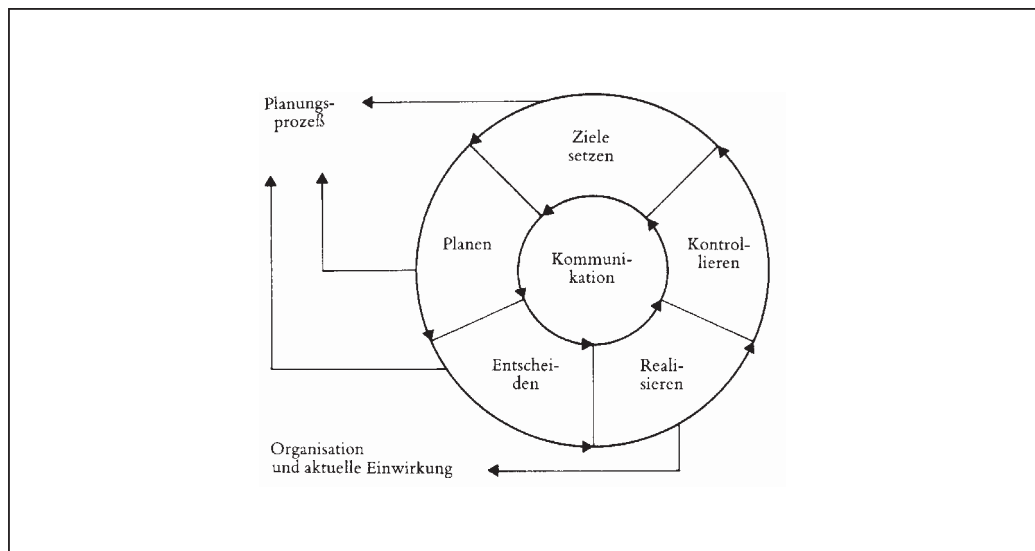 Planungs-
prozeß
Ziele
setzen
Planen
Kommuni-
kation
Kontrol-
lieren
Entschei-
den
Reali-
sieren
Organisation
und aktuelle Einwirkung